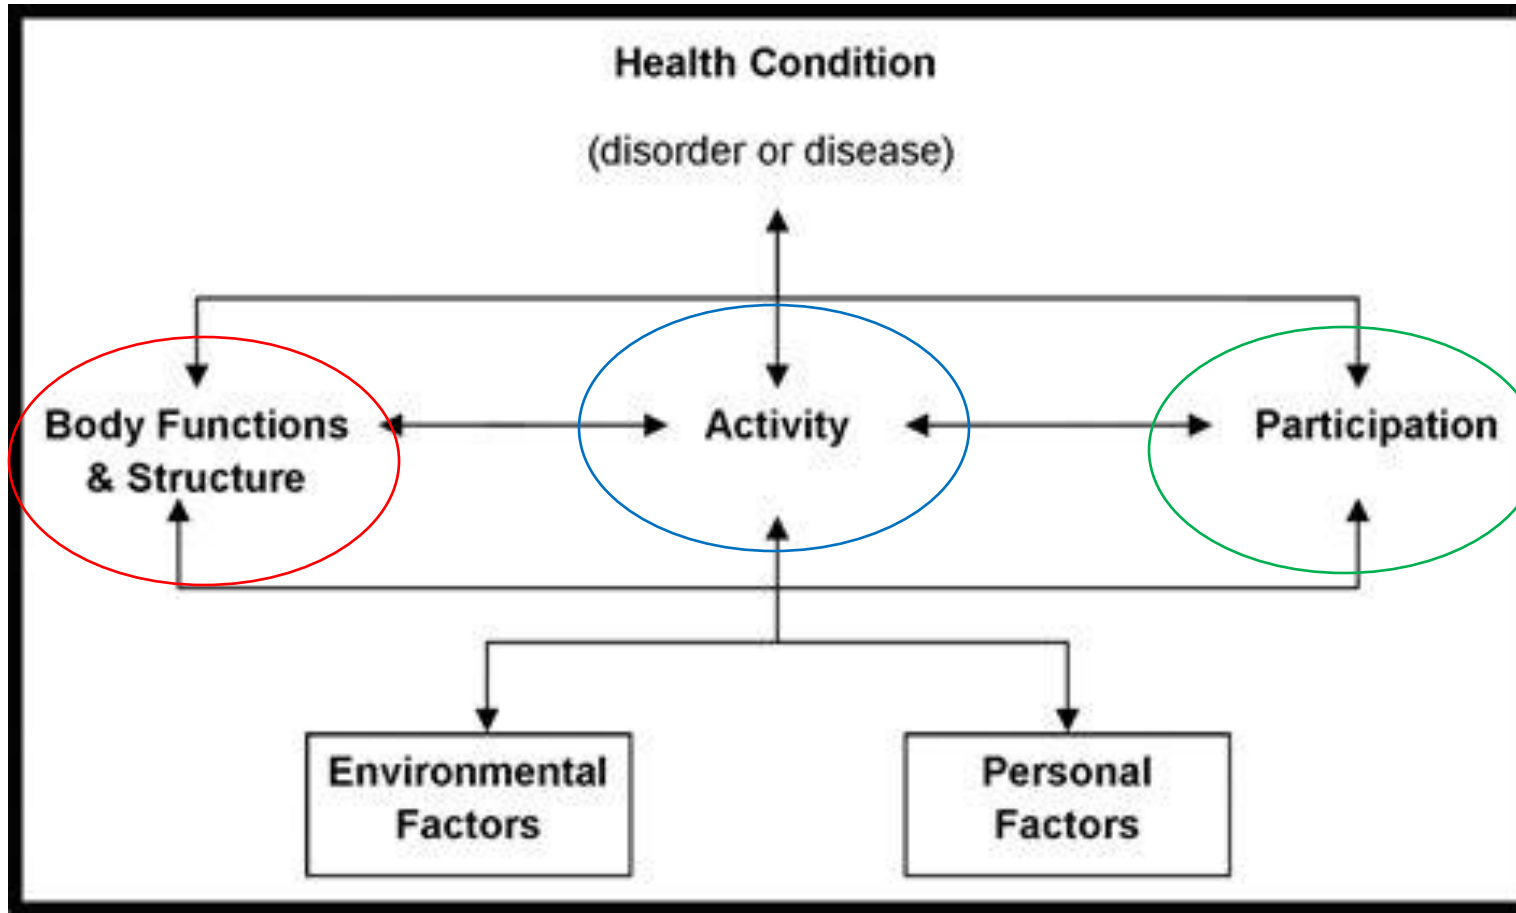 Health Condition
(disorder or disease)
Body Functions
& Structure
Activity
Participation
Environmental
Factors
Personal
Factors